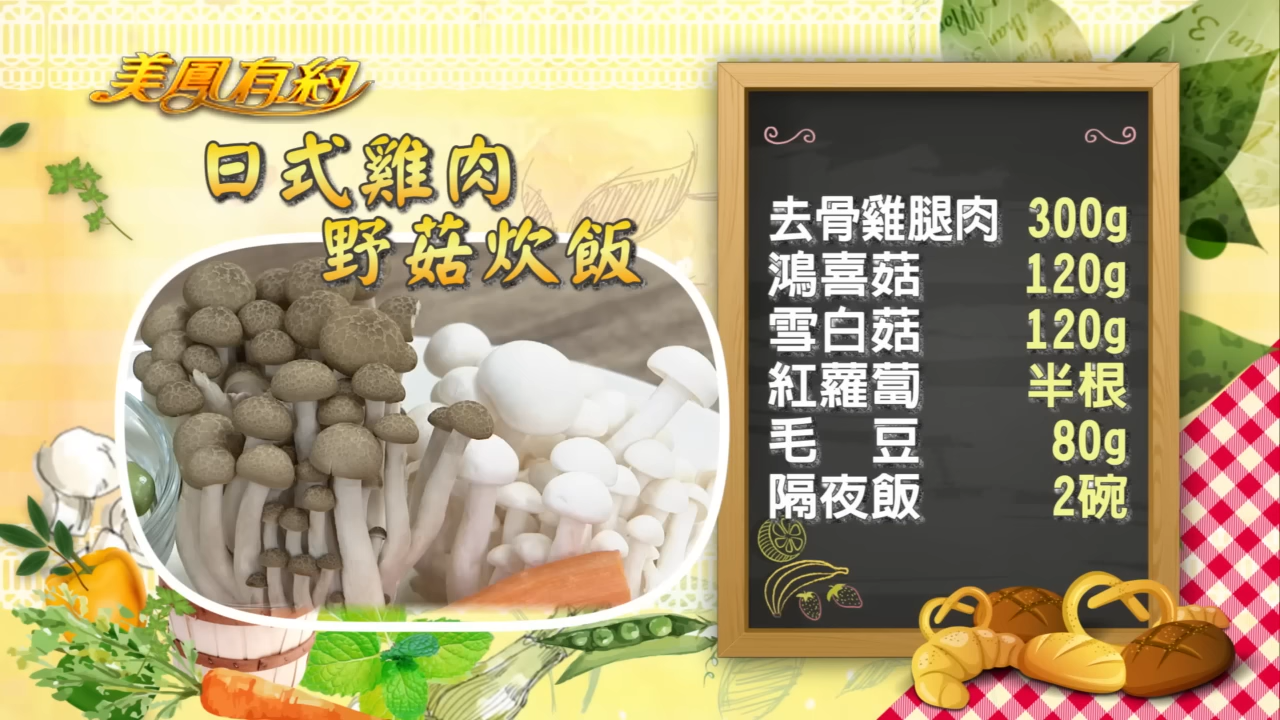 美鳳有約
日式雞肉
野菇炊飯
去骨雞腿肉 300g
鴻喜菇 120g
雪白菇 120g
紅蘿蔔 半根
毛豆 80g
隔夜飯 2碗